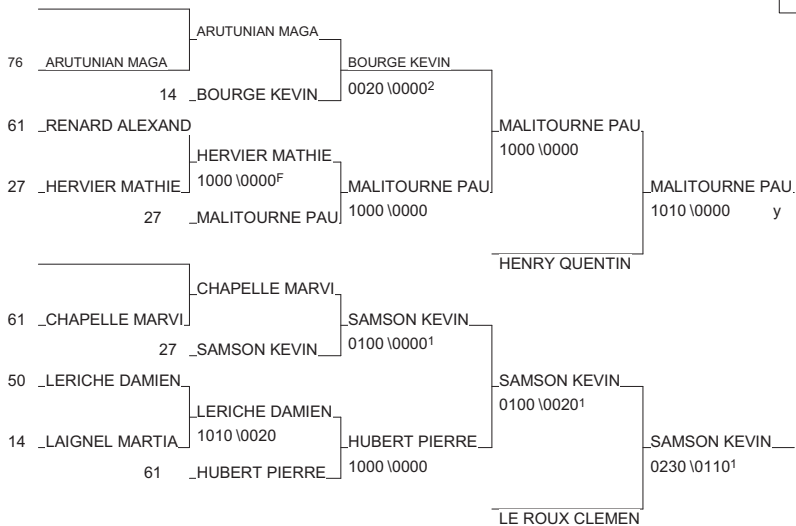 ARUTUNIAN MAGA
76 ARUTUNIAN MAGA BOURGE KEVIN
14 BOURGE KEVIN 0020 \0000²
61 RENARD ALEXAND MALITOURNE PAU
1000 \0000
HERVIER MATHIE
27 HERVIER MATHIE 1000 \0000F MALITOURNE PAU MALITOURNE PAU
27 MALITOURNE PAU 1000 \0000 1010 \0000 y
HENRY QUENTIN
CHAPELLE MARVI
61 CHAPELLE MARVI SAMSON KEVIN
27 SAMSON KEVIN 0100 \0000¹
50 LERICHE DAMIEN SAMSON KEVIN
0100 \0020¹
LERICHE DAMIEN
1010 \0020
14 LAIGNEL MARTIA HUBERT PIERRE SAMSON KEVIN
61 HUBERT PIERRE 1000 \0000 0230 \0110¹
LE ROUX CLEMEN